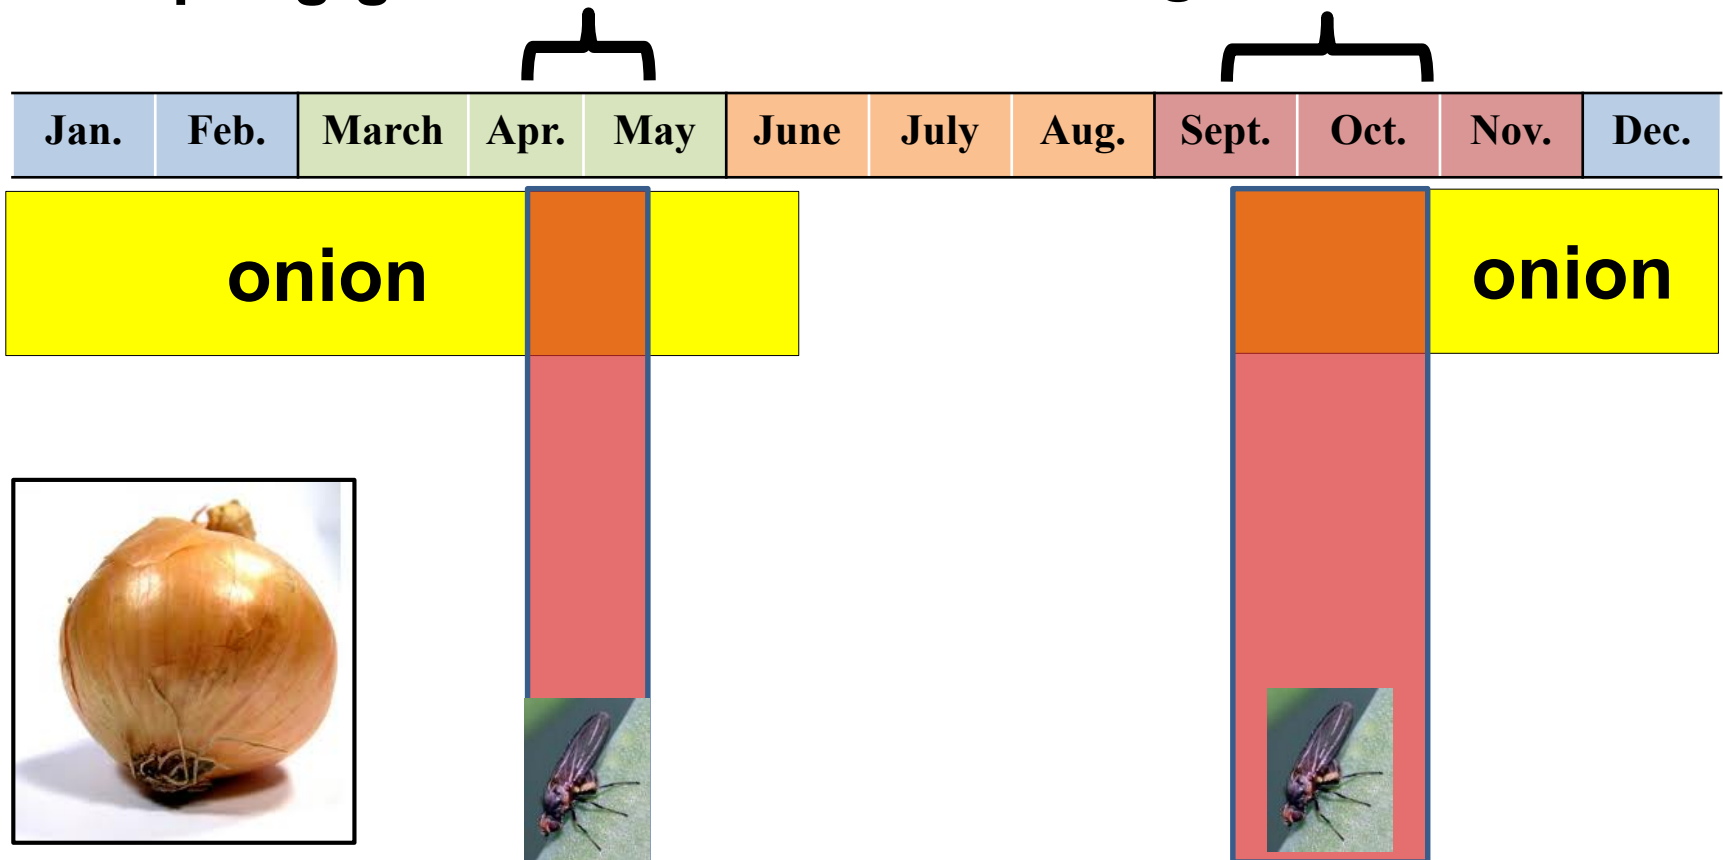 Jan. Feb. March Apr. May June July Aug. Sept. Oct. Nov. Dec.
onion onion